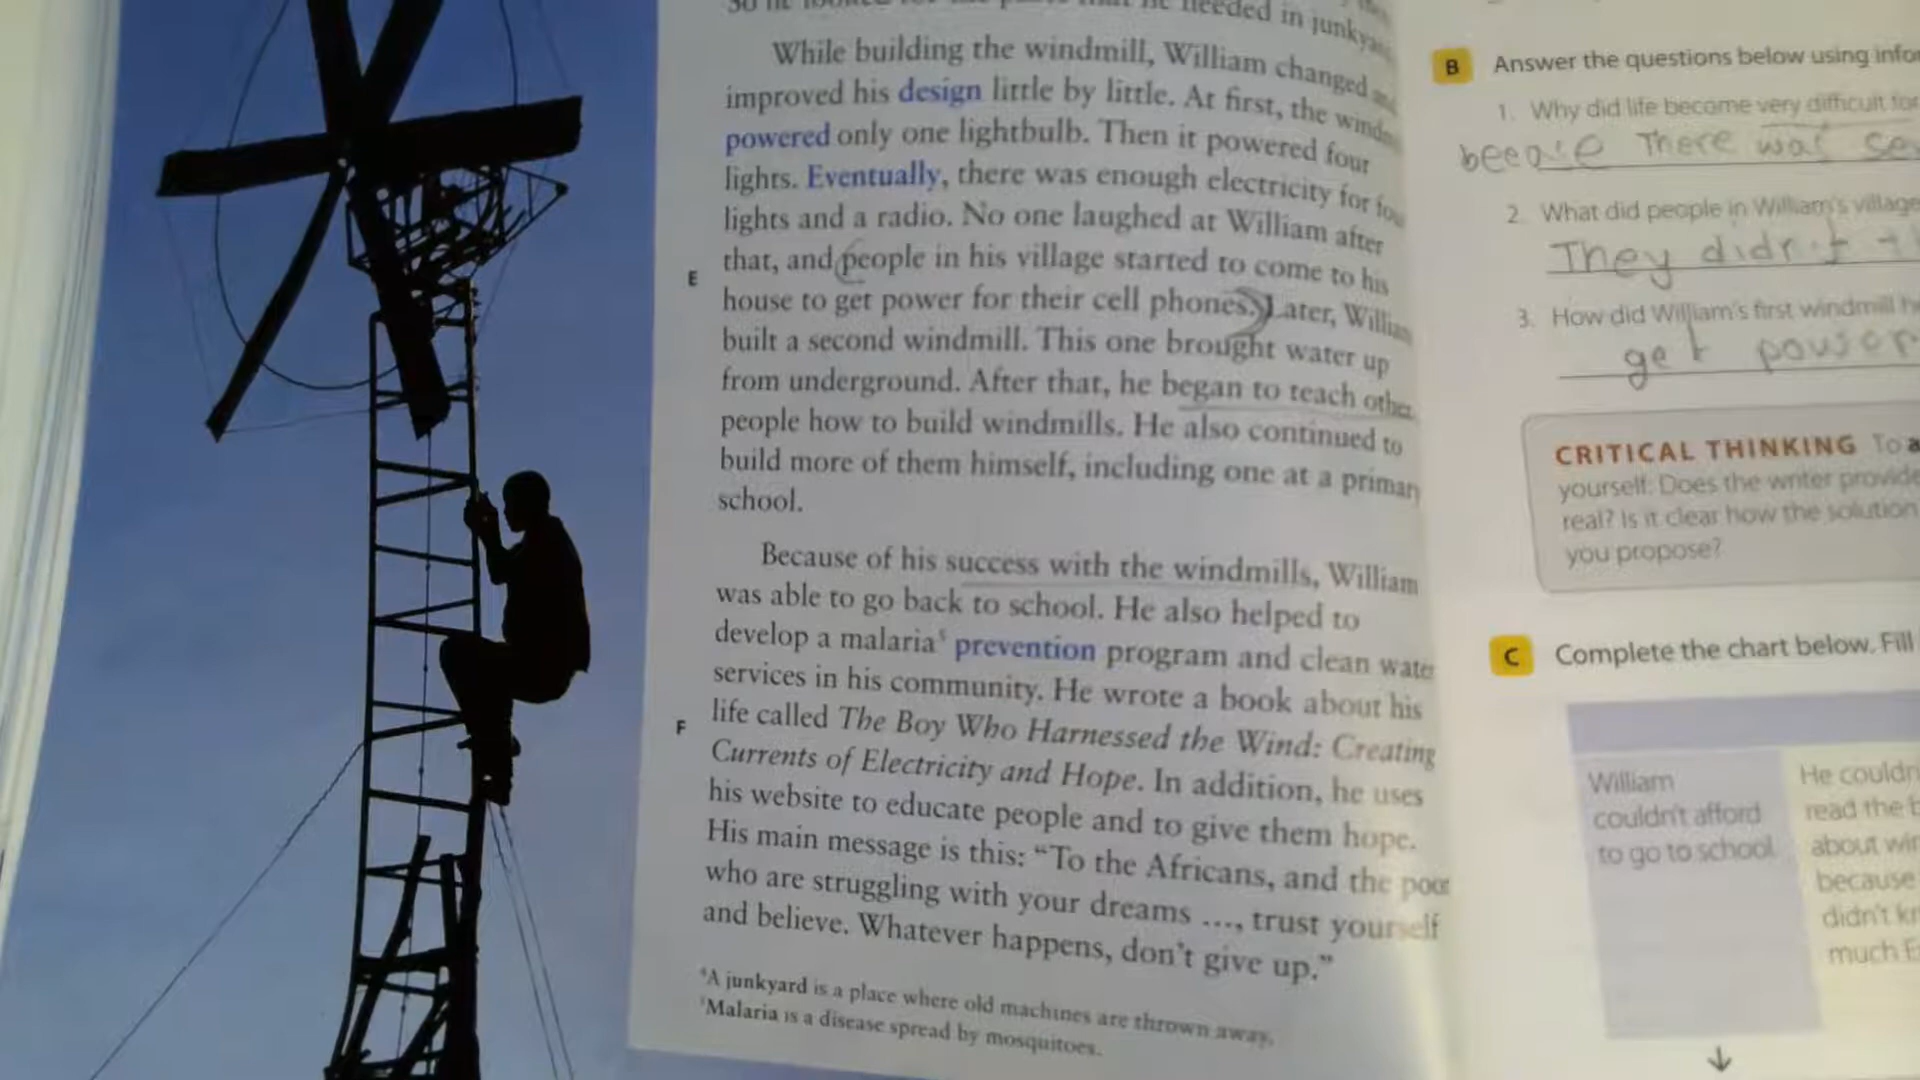 needed in junkyards
While building the windmill, William changed and
improved his design little by little. At first, the
powered only one lightbulb. Then it powered four
lights. Eventually, there was enough electricity for four
lights and a radio. No one laughed at William after
that, and people in his village started to come to his
E
house to get power for their cell phones. Later, William
built a second windmill. This one brought water up
from underground. After that, he began to teach other
people how to build windmills. He also continued to
build more of them himself, including one at a primary
school.
Because of his success with the windmills, William
was able to go back to school. He also helped to
develop a malaria⁵ prevention program and clean water
services in his community. He wrote a book about his
F
life called The Boy Who Harnessed the Wind: Creating
Currents of Electricity and Hope. In addition, he uses
his website to educate people and to give them hope.
His main message is this: “To the Africans, and the poor
who are struggling with your dreams …, trust yourself
and believe. Whatever happens, don’t give up.”
⁴A junkyard is a place where old machines are thrown away.
⁵Malaria is a disease spread by mosquitoes.
B Answer the questions below using infor
1. Why did life become very difficult for
There was
2. What did people in William's village
They didn't
3. How did William's first windmill
get power
CRITICAL THINKING To a
yourself: Does the writer provide
real? Is it clear how the solution
you propose?
C Complete the chart below. Fill
William
couldn't afford
to go to school.
He couldn
read the b
about win
because
didn't kn
much E